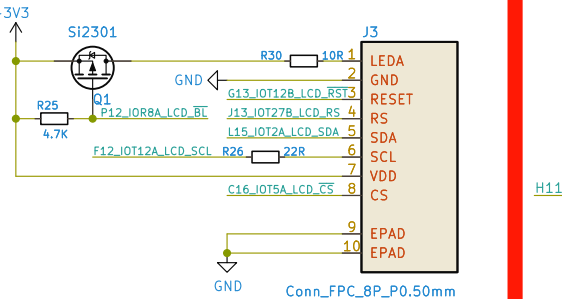 +3V3
Si2301
J3
R30
10R
1
LEDA
GND
2
GND
G13_IOT12B_LCD_RST
3
RESET
R25
Q1
P12_IOR8A_LCD_BL
J13_IOT27B_LCD_RS
4
RS
4.7K
L15_IOT2A_LCD_SDA
5
SDA
F12_IOT12A_LCD_SCL
R26
22R
6
SCL
7
VDD
C16_IOT5A_LCD_CS
8
CS
H11
9
EPAD
10
EPAD
GND
Conn_FPC_8P_P0.50mm